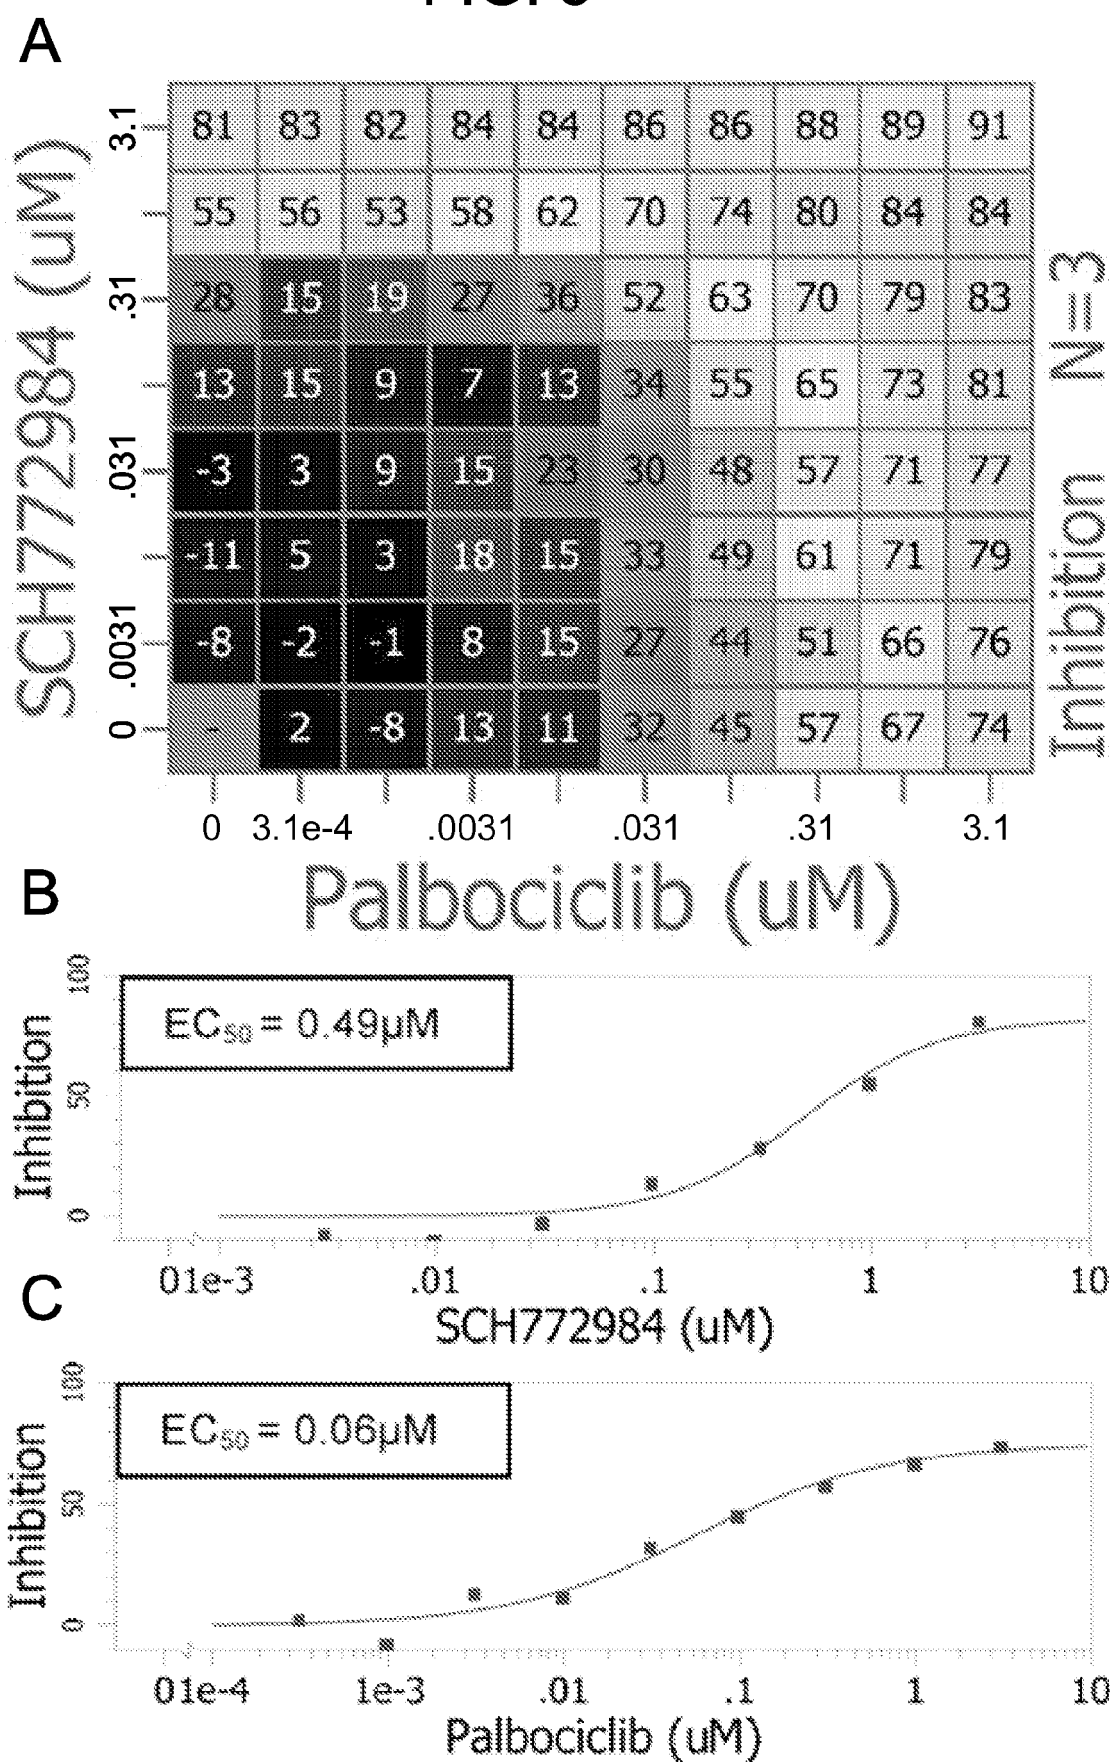 A
3.1 81 83 82 84 84 86 86 88 89 91
55 56 53 58 62 70 74 80 84 84
.31 28 15 19 27 36 52 63 70 79 83
13 15 9 7 13 34 55 65 73 81
.031 -3 3 9 15 23 30 48 57 71 77
-11 5 3 18 15 33 49 61 71 79
.0031 -8 -2 -1 8 15 27 44 51 66 76
0 - 2 -8 13 11 32 45 57 67 74
0 3.1e-4 .0031 .031 .31 3.1
SCH772984 (uM)
Inhibition N=3
Palbociclib (uM)
B
EC50 = 0.49µM
Inhibition
100
50
0
01e-3 .01 .1 1 10
SCH772984 (uM)
C
EC50 = 0.06µM
Inhibition
100
50
0
01e-4 1e-3 .01 .1 1 10
Palbociclib (uM)